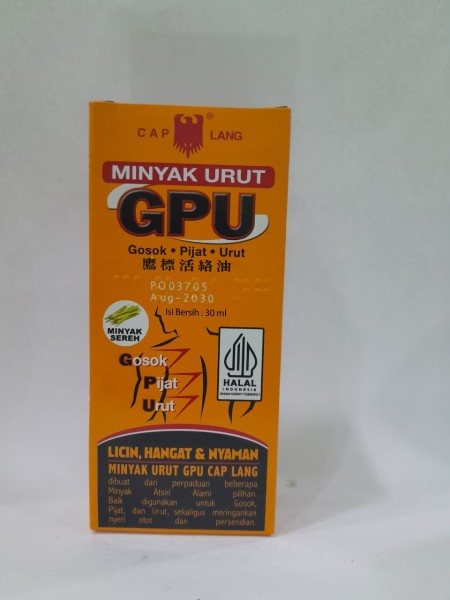 CAP LANG ®
MINYAK URUT
GPU
Gosok • Pijat • Urut
鷹標活絡油
PO03705
Aug-2030
Isi Bersih : 30 ml
MINYAK
SEREH
Gosok
Pijat
Urut
HALAL
INDONESIA
LICIN, HANGAT & NYAMAN
MINYAK URUT GPU CAP LANG
dibuat dari perpaduan beberapa
Minyak Atsiri Alami pilihan.
Baik digunakan untuk Gosok,
Pijat, dan Urut, sekaligus meringankan
nyeri otot dan persendian.